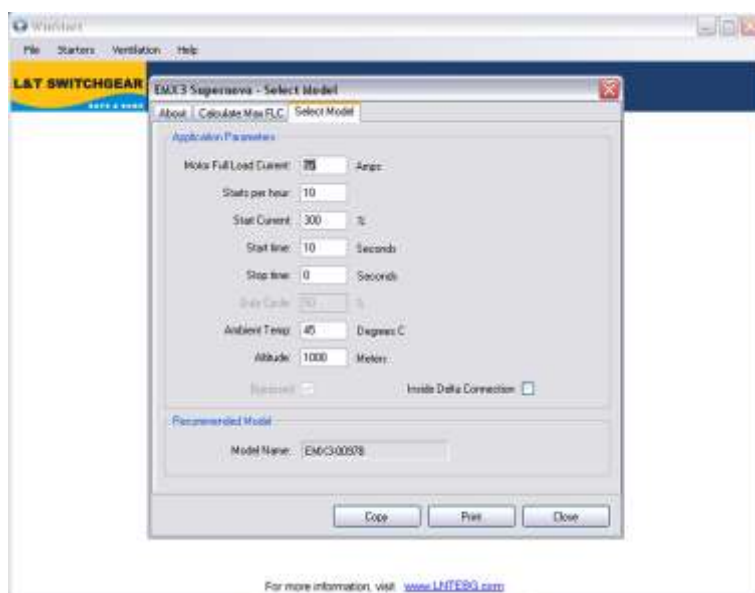 WinStart
File Starters Ventilation Help
L&T SWITCHGEAR
EMX3 Supernova - Select Model
About Calculate Max FLC Select Model
Application Parameters
Motor Full Load Current: Amps
Starts per hour: 10
Start Current: 300 %
Start time: 10 Seconds
Stop time: 0 Seconds
Duty Cycle: 50 %
Ambient Temp: 45 Degrees C
Altitude: 1000 Meters
Bypassed Inside Delta Connection
Recommended Model
Model Name:
Copy Print Close
For more information, visit www.LNTEBG.com